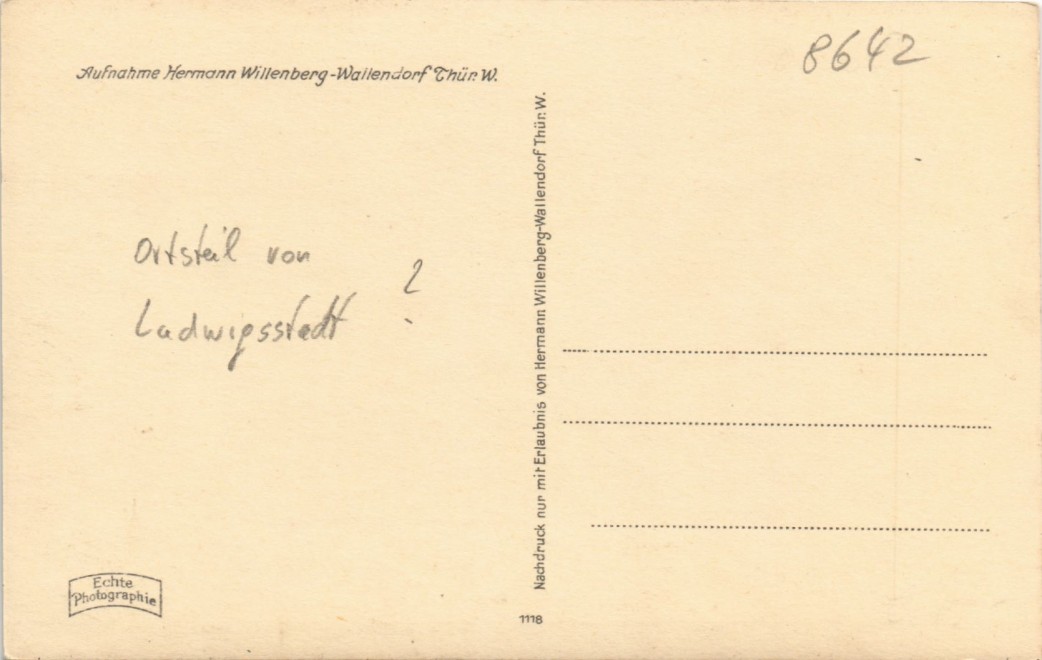 Aufnahme Hermann Willenberg-Wallendorf Thür. W.
8642
Ortsteil von
Ludwigsstadt ?
Nachdruck nur mit Erlaubnis von Hermann Willenberg-Wallendorf Thür. W.
Echte
Photographie
1118